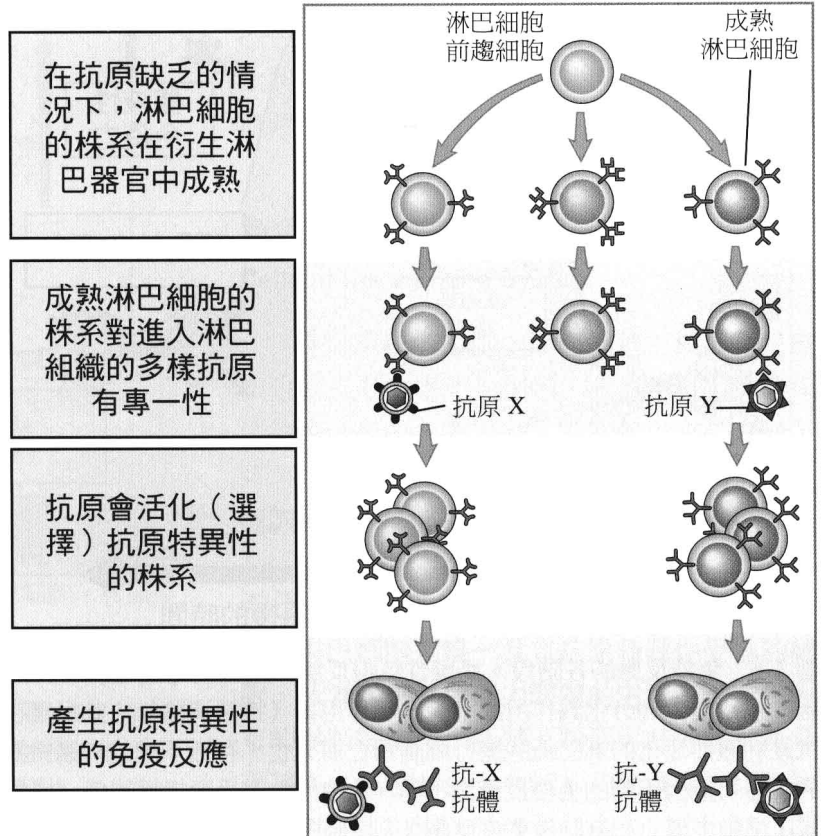 淋巴細胞
前趨細胞
成熟
淋巴細胞
在抗原缺乏的情
況下，淋巴細胞
的株系在衍生淋
巴器官中成熟
成熟淋巴細胞的
株系對進入淋巴
組織的多樣抗原
有專一性
抗原 X
抗原 Y
抗原會活化（選
擇）抗原特異性
的株系
產生抗原特異性
的免疫反應
抗-X
抗體
抗-Y
抗體